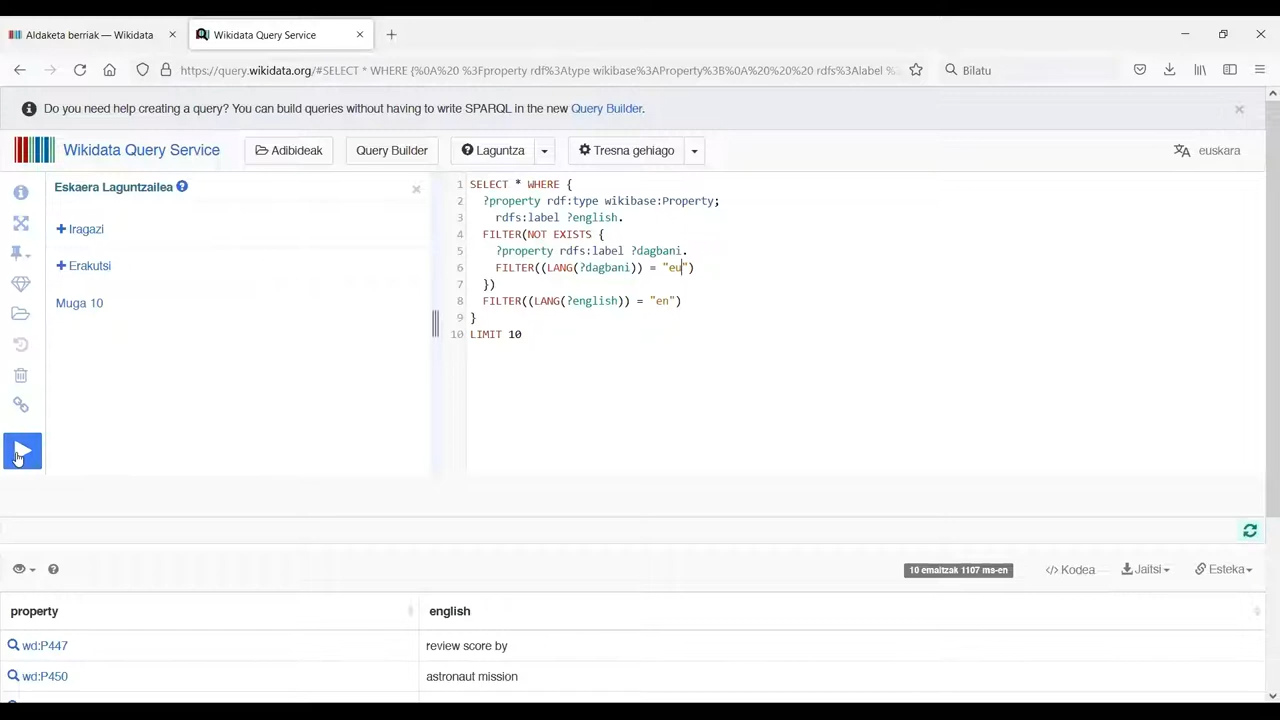 Aldaketa berriak — Wikidata
Wikidata Query Service
https://query.wikidata.org/#SELECT * WHERE {%0A%20 %3Fproperty rdf%3Atype wikibase%3AProperty%3B%0A%20%20%20 rdfs%3Alabel %
Bilatu
Do you need help creating a query? You can build queries without having to write SPARQL in the new Query Builder.
Wikidata Query Service
Adibideak
Query Builder
Laguntza
Tresna gehiago
euskara
Eskaera Laguntzailea
Iragazi
Erakutsi
Muga 10
1 SELECT * WHERE {
2 ?property rdf:type wikibase:Property;
3 rdfs:label ?english.
4 FILTER(NOT EXISTS {
5 ?property rdfs:label ?dagbani.
6 FILTER((LANG(?dagbani)) = "eu")
7 })
8 FILTER((LANG(?english)) = "en")
9 }
10 LIMIT 10
10 emaitzak 1107 ms-en
</> Kodea
Jaitsi
Esteka
property english
wd:P447 review score by
wd:P450 astronaut mission